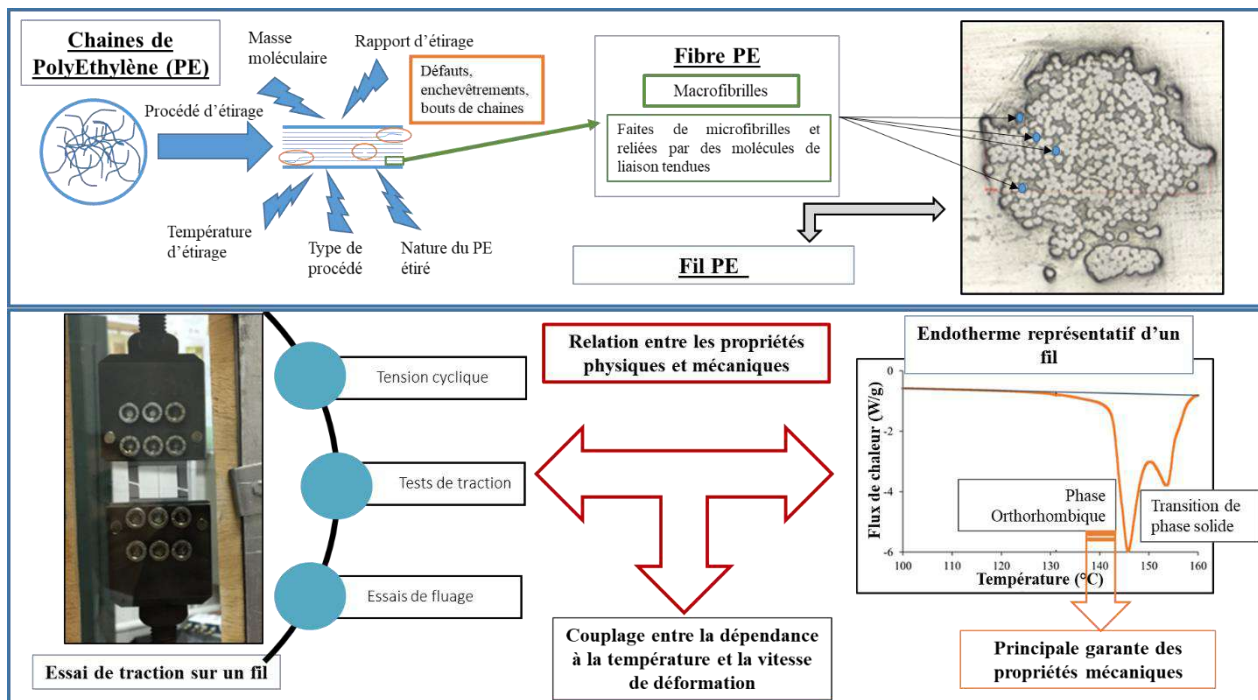 Chaines de
PolyEthylène (PE)
Masse
moléculaire
Rapport d'étirage
Défauts,
enchevêtrements,
bouts de chaines
Procédé d'étirage
Température
d'étirage
Type de
procédé
Nature du PE
étiré
Fibre PE
Macrofibrilles
Faites de microfibrilles et
reliées par des molécules de
liaison tendues
Fil PE
Tension cyclique
Tests de traction
Essais de fluage
Essai de traction sur un fil
Relation entre les propriétés
physiques et mécaniques
Couplage entre la dépendance
à la température et la vitesse
de déformation
Endotherme représentatif d'un
fil
Flux de chaleur (W/g)
0
-2
-4
-6
100
110
120
130
140
150
160
Température (°C)
Phase
Orthorhombique
Transition de
phase solide
Principale garante des
propriétés mécaniques